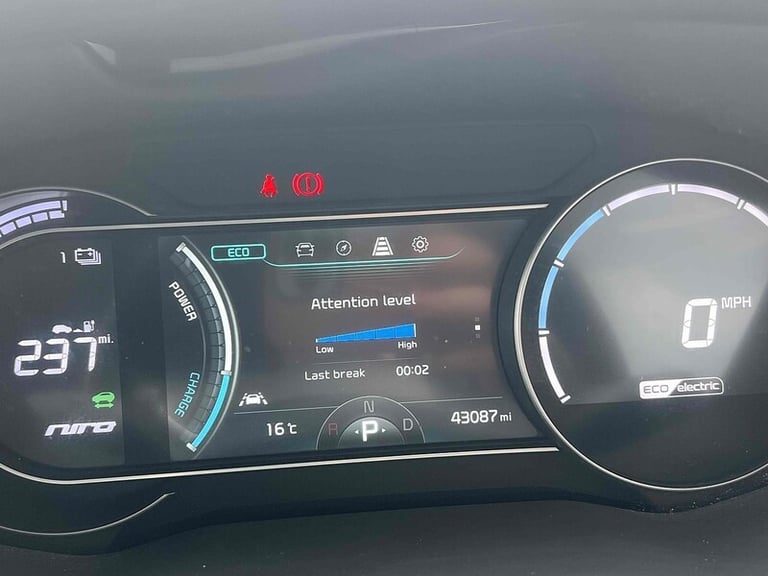 ECO
1
POWER
Attention level
Low High
Last break 00:02
CHARGE
237 mi.
niro
16 °C
R N D
P
43087 mi
0 MPH
ECO electric